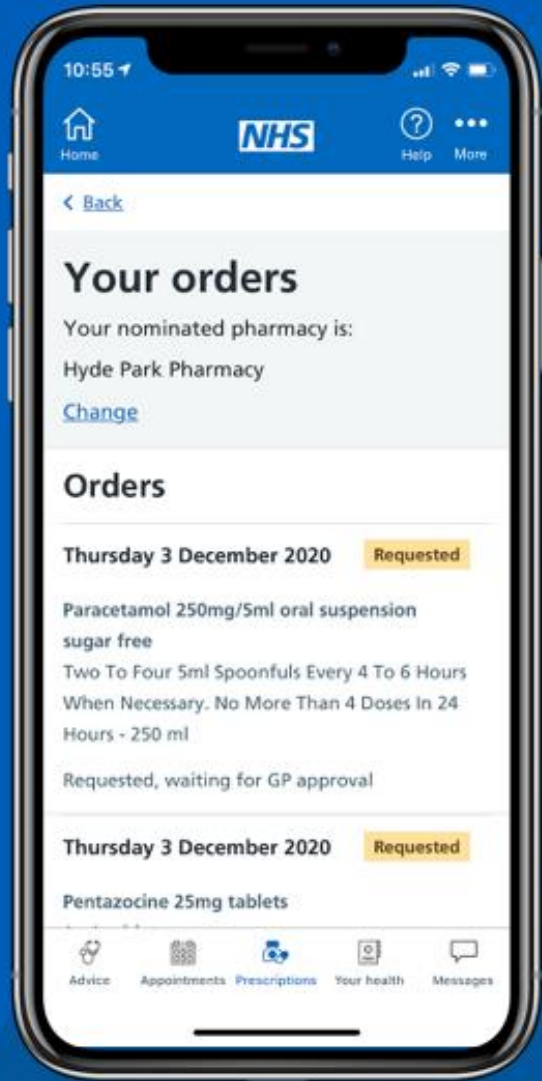 10:55
Home
NHS
Help
More
Back
Your orders
Your nominated pharmacy is:
Hyde Park Pharmacy
Change
Orders
Thursday 3 December 2020 Requested
Paracetamol 250mg/5ml oral suspension
sugar free
Two To Four 5ml Spoonfuls Every 4 To 6 Hours
When Necessary. No More Than 4 Doses In 24
Hours - 250 ml
Requested, waiting for GP approval
Thursday 3 December 2020 Requested
Pentazocine 25mg tablets
Advice Appointments Prescriptions Your health Messages